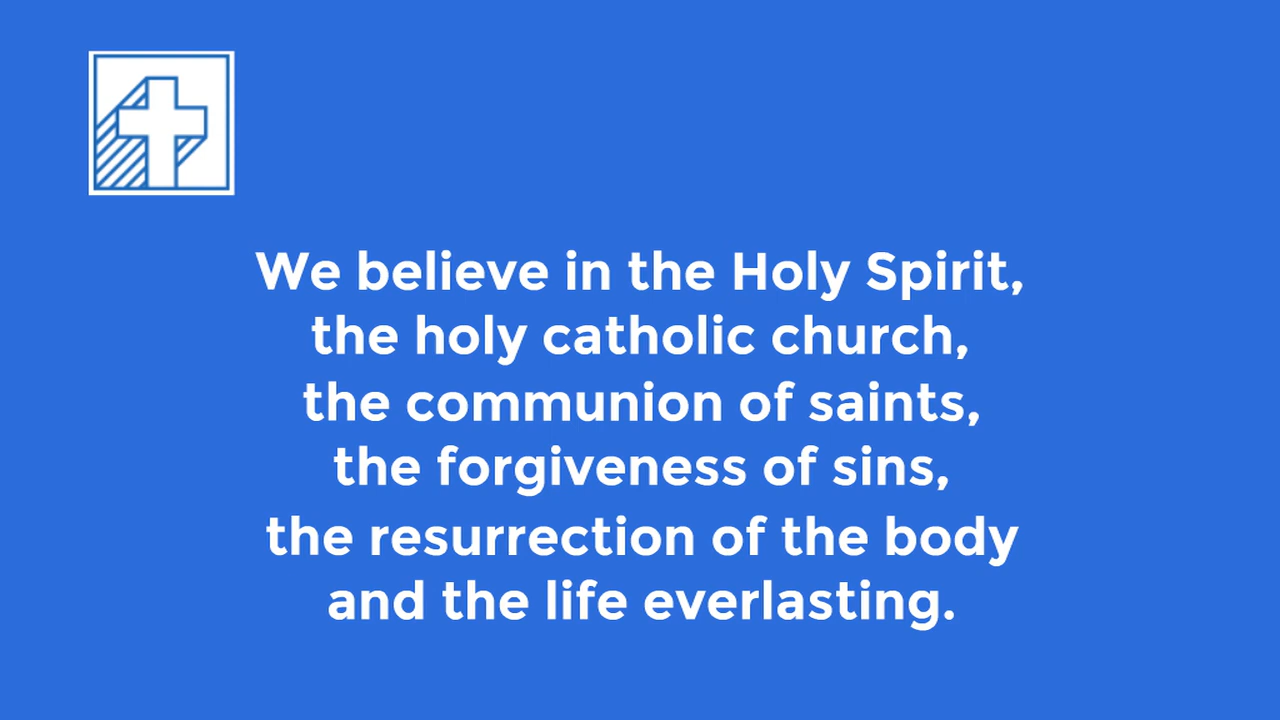 We believe in the Holy Spirit,
the holy catholic church,
the communion of saints,
the forgiveness of sins,
the resurrection of the body
and the life everlasting.